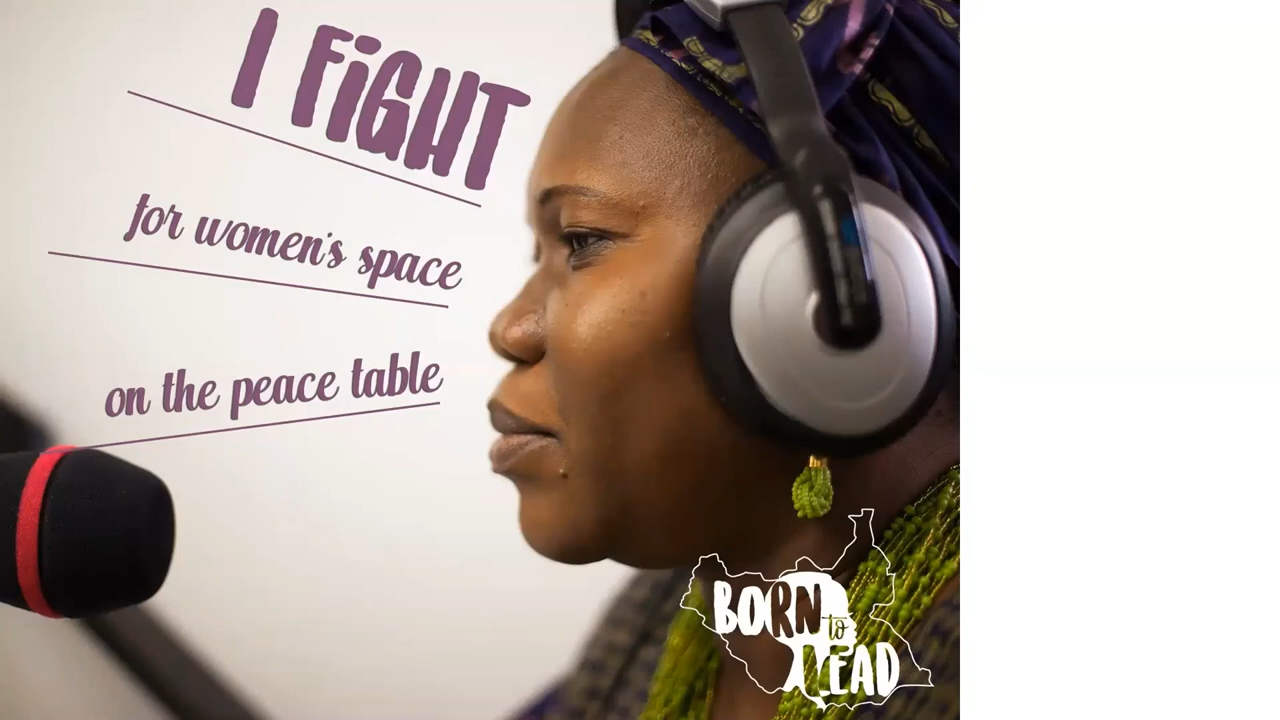 I FiGHT
for women's space
on the peace table
BORN
to
LEAD